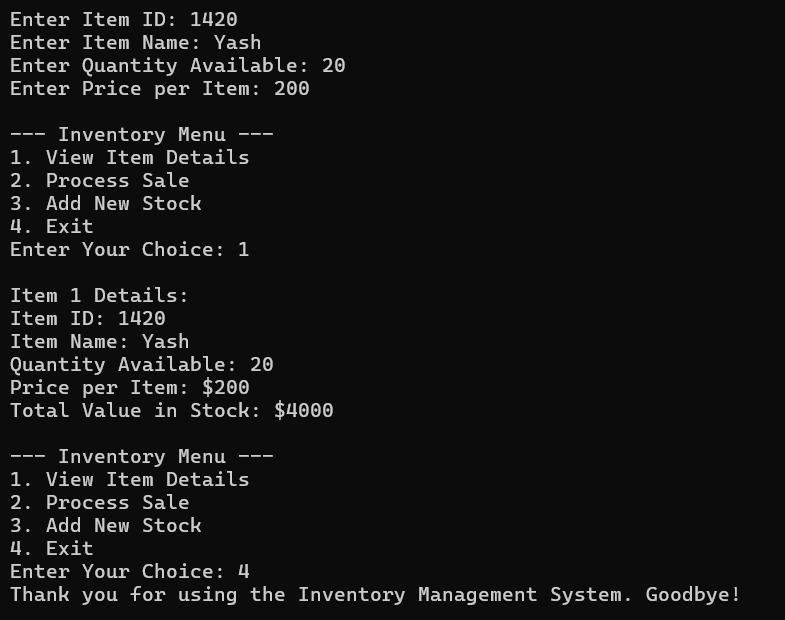 Enter Item ID: 1420
Enter Item Name: Yash
Enter Quantity Available: 20
Enter Price per Item: 200
--- Inventory Menu ---
1. View Item Details
2. Process Sale
3. Add New Stock
4. Exit
Enter Your Choice: 1
Item 1 Details:
Item ID: 1420
Item Name: Yash
Quantity Available: 20
Price per Item: $200
Total Value in Stock: $4000
--- Inventory Menu ---
1. View Item Details
2. Process Sale
3. Add New Stock
4. Exit
Enter Your Choice: 4
Thank you for using the Inventory Management System. Goodbye!